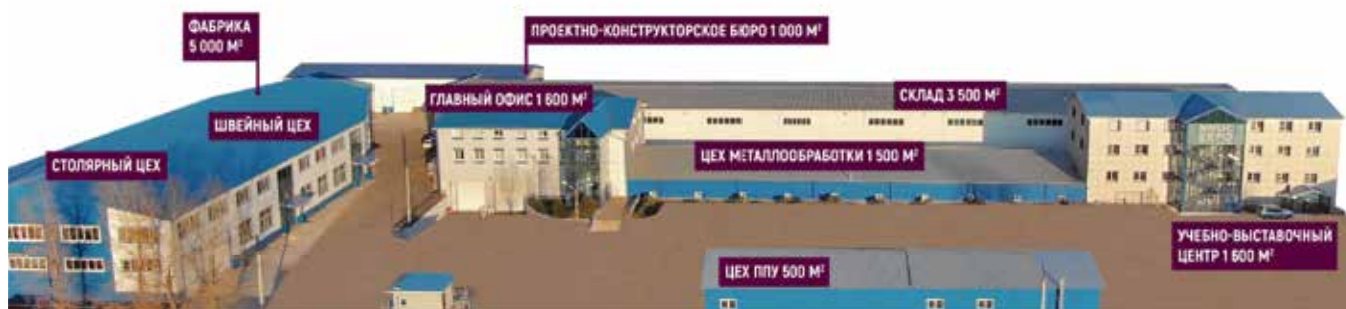 ФАБРИКА
5 000 М²
ПРОЕКТНО-КОНСТРУКТОРСКОЕ БЮРО 1 000 М²
ГЛАВНЫЙ ОФИС 1 600 М²
СКЛАД 3 500 М²
ШВЕЙНЫЙ ЦЕХ
СТОЛЯРНЫЙ ЦЕХ
ЦЕХ МЕТАЛЛООБРАБОТКИ 1 500 М²
УЧЕБНО-ВЫСТАВОЧНЫЙ
ЦЕНТР 1 600 М²
ЦЕХ ППУ 500 М²